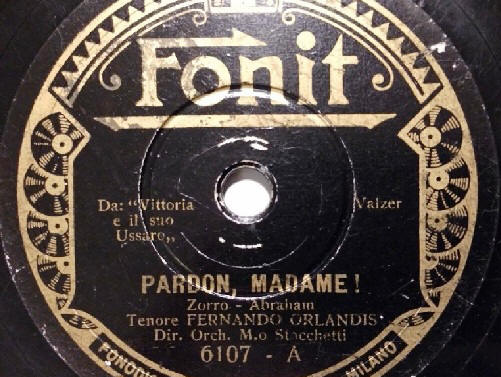 Fonit
Da: "Vittoria
e il suo
Ussaro„
Valzer
PARDON, MADAME!
Zorro - Abraham
Tenore FERNANDO ORLANDIS
Dir. Orch. M.o Stocchetti
6107 - A
MILANO